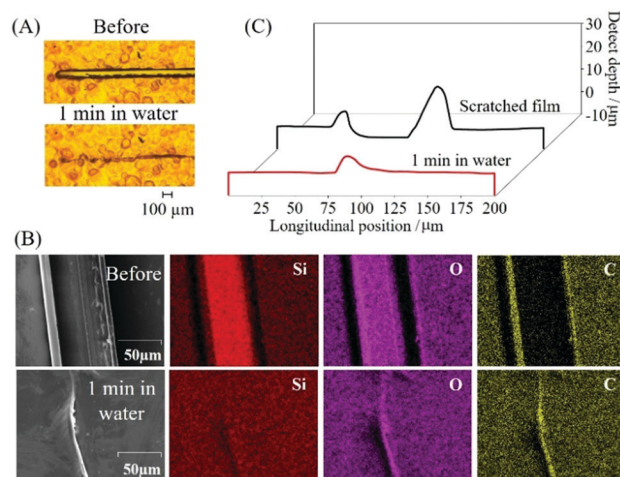 (A)
Before
1 min in water
100 µm
(C)
30
20
10
0
-10
Detect depth /µm
Scratched film
1 min in water
25 50 75 100 125 150 175 200
Longitudinal position /µm
(B)
Before
50µm
Si
O
C
1 min in
water
50µm
Si
O
C